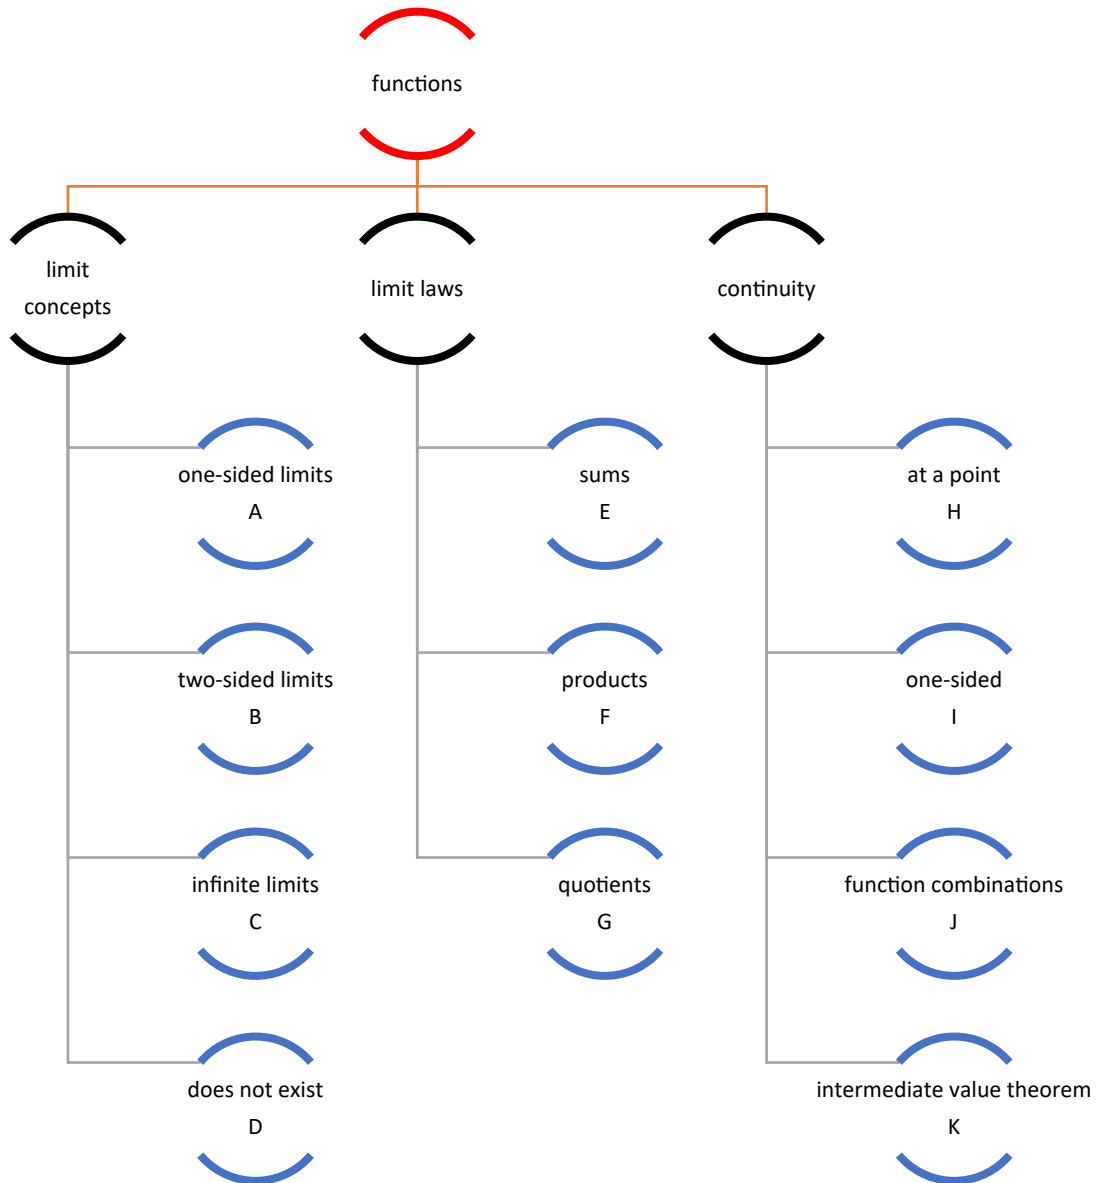 functions
limit
concepts
limit laws
continuity
one-sided limits
A
sums
E
at a point
H
two-sided limits
B
products
F
one-sided
I
infinite limits
C
quotients
G
function combinations
J
does not exist
D
intermediate value theorem
K